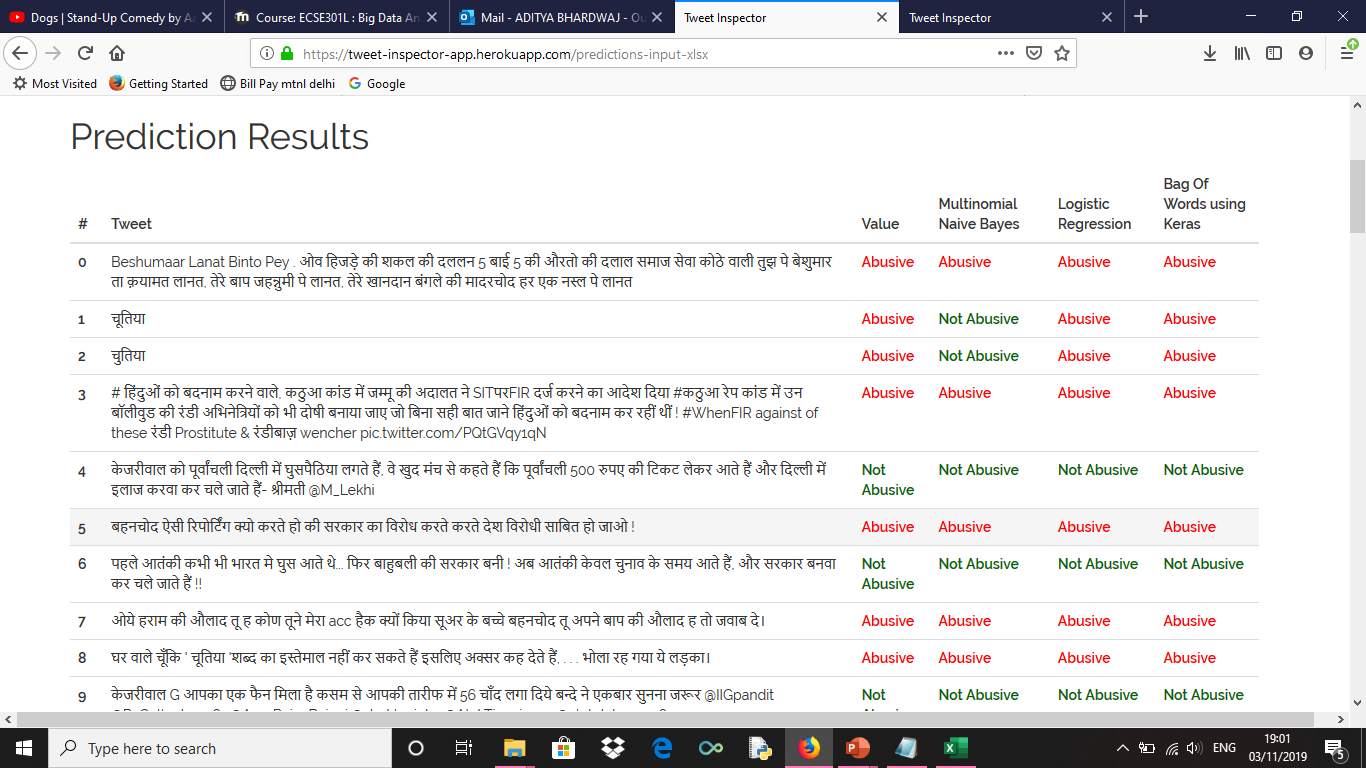 Dogs | Stand-Up Comedy by A
Course: ECSE301L : Big Data An
Mail - ADITYA BHARDWAJ - Ou
Tweet Inspector
Tweet Inspector
https://tweet-inspector-app.herokuapp.com/predictions-input-xlsx
Most Visited Getting Started Bill Pay mtnl delhi Google
Prediction Results
# Tweet Value Multinomial Naive Bayes Logistic Regression Bag Of Words using Keras
0 Beshumaar Lanat Binto Pey . ओव हिजड़े की शकल की दललन 5 बाई 5 की औरतो की दलाल समाज सेवा कोठे वाली तुझ पे बेशुमार Abusive Abusive Abusive Abusive
ता क़यामत लानत, तेरे बाप जहन्नुमी पे लानत, तेरे खानदान बंगले की मादरचोद हर एक नस्ल पे लानत
1 चूतिया Abusive Not Abusive Abusive Abusive
2 चुतिया Abusive Not Abusive Abusive Abusive
3 # हिंदुओं को बदनाम करने वाले, कठुआ कांड में जम्मू की अदालत ने SITपरFIR दर्ज करने का आदेश दिया #कठुआ रेप कांड में उन Abusive Abusive Abusive Abusive
बॉलीवुड की रंडी अभिनेत्रियों को भी दोषी बनाया जाए जो बिना सही बात जाने हिंदुओं को बदनाम कर रहीं थीं ! #WhenFIR against of
these रंडी Prostitute & रंडीबाज़ wencher pic.twitter.com/PQtGVqy1qN
4 केजरीवाल को पूर्वांचली दिल्ली में घुसपैठिया लगते हैं, वे खुद मंच से कहते हैं कि पूर्वांचली 500 रुपए की टिकट लेकर आते हैं और दिल्ली में Not Abusive Not Abusive Not Abusive Not Abusive
इलाज करवा कर चले जाते हैं- श्रीमती @M_Lekhi
5 बहनचोद ऐसी रिपोर्टिंग क्यो करते हो की सरकार का विरोध करते करते देश विरोधी साबित हो जाओ ! Abusive Abusive Abusive Abusive
6 पहले आतंकी कभी भी भारत मे घुस आते थे... फिर बाहुबली की सरकार बनी ! अब आतंकी केवल चुनाव के समय आते हैं, और सरकार बनवा Not Abusive Not Abusive Not Abusive Not Abusive
कर चले जाते हैं !!
7 ओये हराम की औलाद तू ह कोण तूने मेरा acc हैक क्यों किया सूअर के बच्चे बहनचोद तू अपने बाप की औलाद ह तो जवाब दे। Abusive Abusive Abusive Abusive
8 घर वाले चूँकि ' चूतिया 'शब्द का इस्तेमाल नहीं कर सकते हैं इसलिए अक्सर कह देते हैं, . . . भोला रह गया ये लड़का। Abusive Abusive Abusive Abusive
9 केजरीवाल G आपका एक फैन मिला है कसम से आपकी तारीफ में 56 चाँद लगा दिये बन्दे ने एकबार सुनना जरूर @IIGpandit Not Not Abusive Not Abusive Not Abusive
Type here to search
ENG
19:01
03/11/2019
5